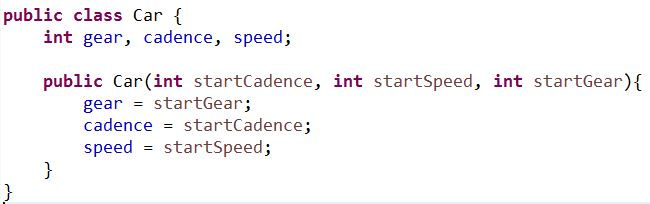 public class Car {
int gear, cadence, speed;
public Car(int startCadence, int startSpeed, int startGear){
gear = startGear;
cadence = startCadence;
speed = startSpeed;
}
}